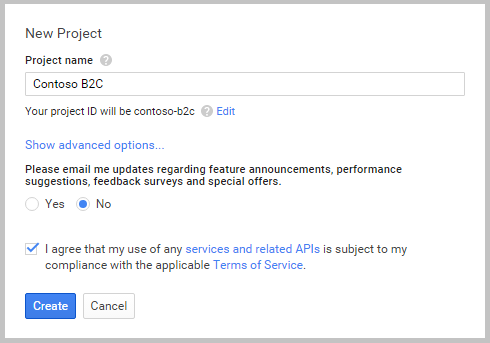 New Project
Project name ?
Contoso B2C
Your project ID will be contoso-b2c ? Edit
Show advanced options...
Please email me updates regarding feature announcements, performance
suggestions, feedback surveys and special offers.
Yes No
I agree that my use of any services and related APIs is subject to my
compliance with the applicable Terms of Service.
Create Cancel